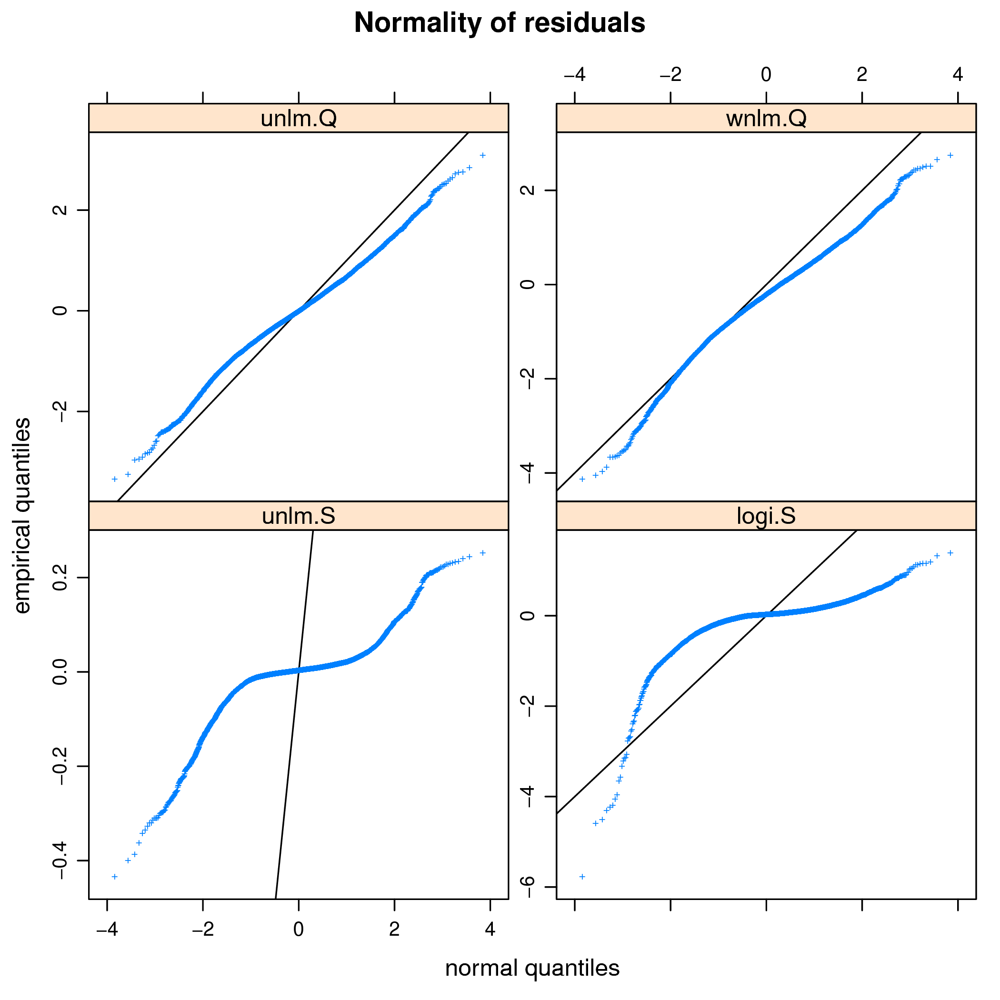 Normality of residuals
−4 −2 0 2 4
unlm.Q wnlm.Q
2
0
−2
2
0
−2
−4
unlm.S logi.S
0.2
0.0
−0.2
−0.4
0
−2
−4
−6
−4 −2 0 2 4
empirical quantiles
normal quantiles